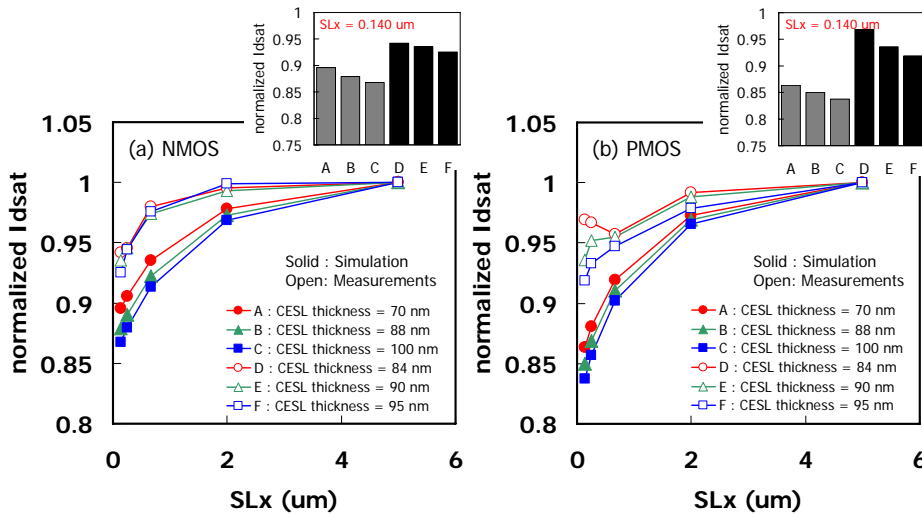 SLx = 0.140 um
normalized Idsat
1
0.95
0.9
0.85
0.8
0.75
A B C D E F
(a) NMOS
normalized Idsat
1.05
1
0.95
0.9
0.85
0.8
Solid : Simulation
Open: Measurements
A : CESL thickness = 70 nm
B : CESL thickness = 88 nm
C : CESL thickness = 100 nm
D : CESL thickness = 84 nm
E : CESL thickness = 90 nm
F : CESL thickness = 95 nm
0 2 4 6
SLx (um)
SLx = 0.140 um
normalized Idsat
1
0.95
0.9
0.85
0.8
0.75
A B C D E F
(b) PMOS
normalized Idsat
1.05
1
0.95
0.9
0.85
0.8
Solid : Simulation
Open: Measurements
A : CESL thickness = 70 nm
B : CESL thickness = 88 nm
C : CESL thickness = 100 nm
D : CESL thickness = 84 nm
E : CESL thickness = 90 nm
F : CESL thickness = 95 nm
0 2 4 6
SLx (um)